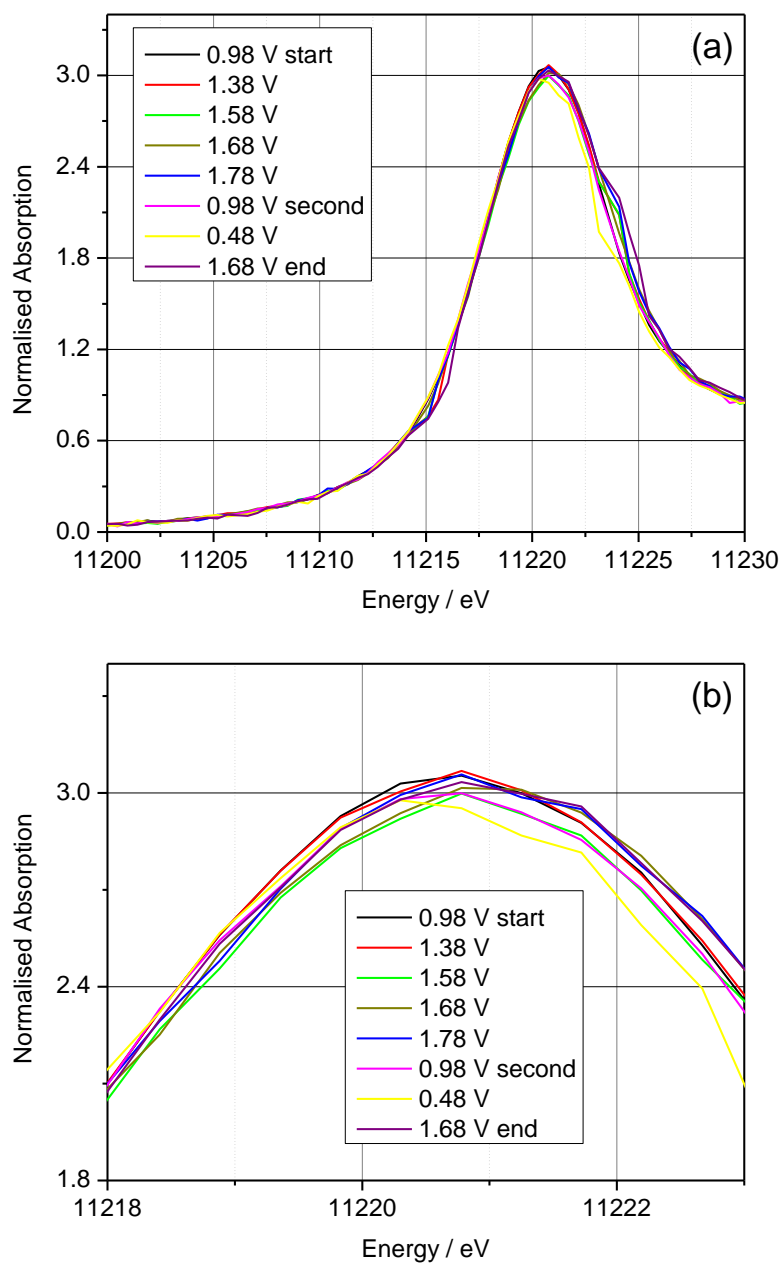 (a)
0.98 V start
1.38 V
1.58 V
1.68 V
1.78 V
0.98 V second
0.48 V
1.68 V end
3.0
2.4
1.8
1.2
0.6
0.0
Normalised Absorption
11200 11205 11210 11215 11220 11225 11230
Energy / eV
(b)
3.0
2.4
1.8
Normalised Absorption
0.98 V start
1.38 V
1.58 V
1.68 V
1.78 V
0.98 V second
0.48 V
1.68 V end
11218 11220 11222
Energy / eV